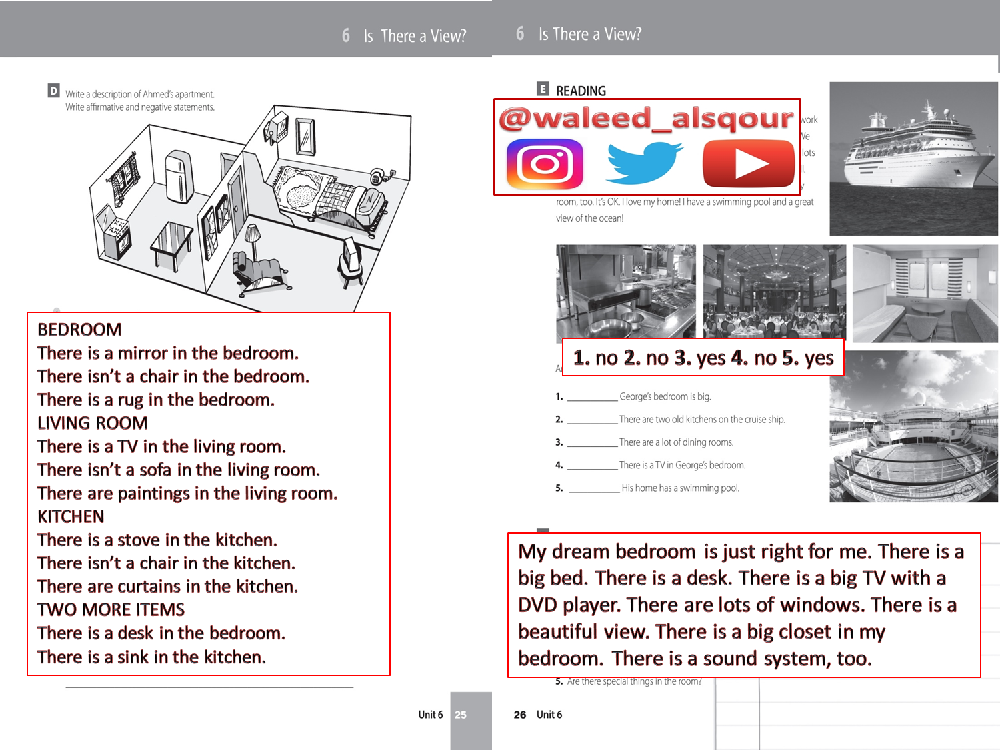 6 Is There a View?
D Write a description of Ahmed's apartment.
Write affirmative and negative statements.
BEDROOM
There is a mirror in the bedroom.
There isn't a chair in the bedroom.
There is a rug in the bedroom.
LIVING ROOM
There is a TV in the living room.
There isn't a sofa in the living room.
There are paintings in the living room.
KITCHEN
There is a stove in the kitchen.
There isn't a chair in the kitchen.
There are curtains in the kitchen.
TWO MORE ITEMS
There is a desk in the bedroom.
There is a sink in the kitchen.
Unit 6 25
6 Is There a View?
E READING
@waleed_alsqour
work
We
lots
room, too. It's OK. I love my home! I have a swimming pool and a great
view of the ocean!
1. no 2. no 3. yes 4. no 5. yes
1. __________ George's bedroom is big.
2. __________ There are two old kitchens on the cruise ship.
3. __________ There are a lot of dining rooms.
4. __________ There is a TV in George's bedroom.
5. __________ His home has a swimming pool.
My dream bedroom is just right for me. There is a
big bed. There is a desk. There is a big TV with a
DVD player. There are lots of windows. There is a
beautiful view. There is a big closet in my
bedroom. There is a sound system, too.
5. Are there special things in the room?
26 Unit 6